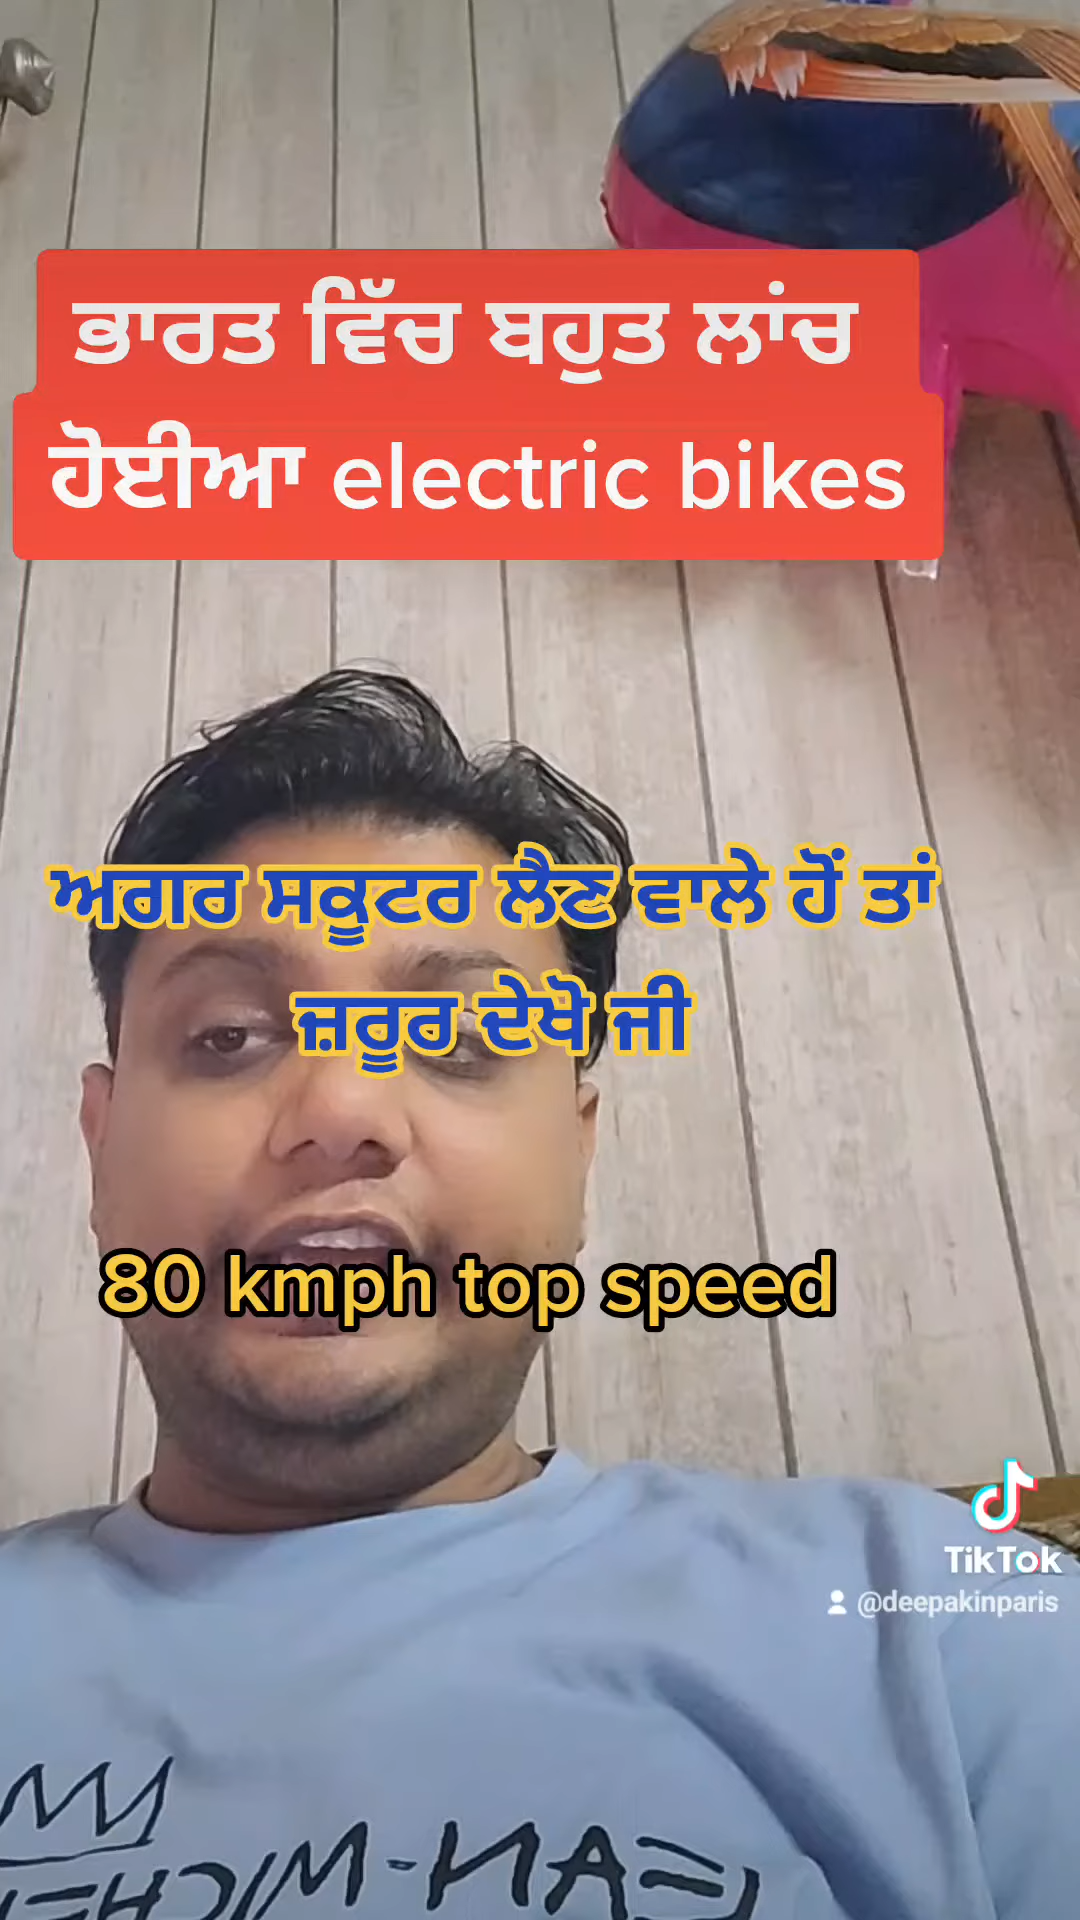 ਭਾਰਤ ਵਿੱਚ ਬਹੁਤ ਲਾਂਚ
ਹੋਈਆ electric bikes
ਅਗਰ ਸਕੂਟਰ ਲੈਣ ਵਾਲੇ ਹੋਂ ਤਾਂ
ਜ਼ਰੂਰ ਦੇਖੋ ਜੀ
80 kmph top speed
TikTok
@deepakinparis